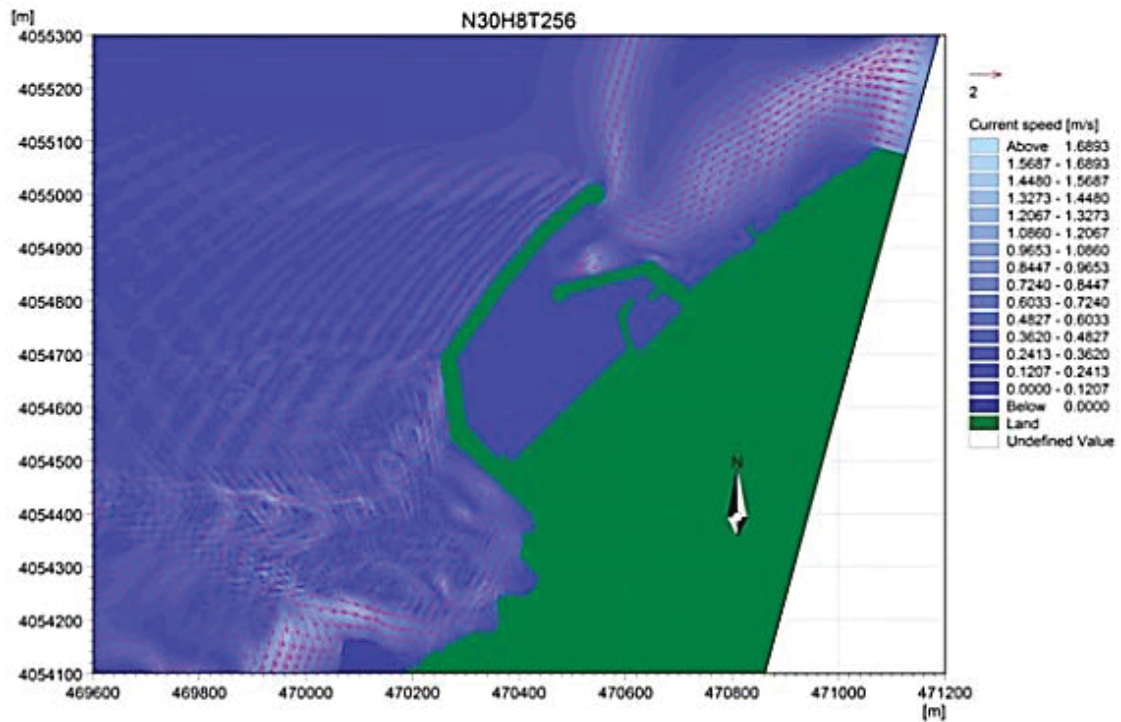 N30H8T256
[m]
4055300
4055200
4055100
4055000
4054900
4054800
4054700
4054600
4054500
4054400
4054300
4054200
4054100
469600 469800 470000 470200 470400 470600 470800 471000 471200
[m]
N
2
Current speed [m/s]
Above 1.6893
1.5687 - 1.6893
1.4480 - 1.5687
1.3273 - 1.4480
1.2067 - 1.3273
1.0860 - 1.2067
0.9653 - 1.0860
0.8447 - 0.9653
0.7240 - 0.8447
0.6033 - 0.7240
0.4827 - 0.6033
0.3620 - 0.4827
0.2413 - 0.3620
0.1207 - 0.2413
0.0000 - 0.1207
Below 0.0000
Land
Undefined Value